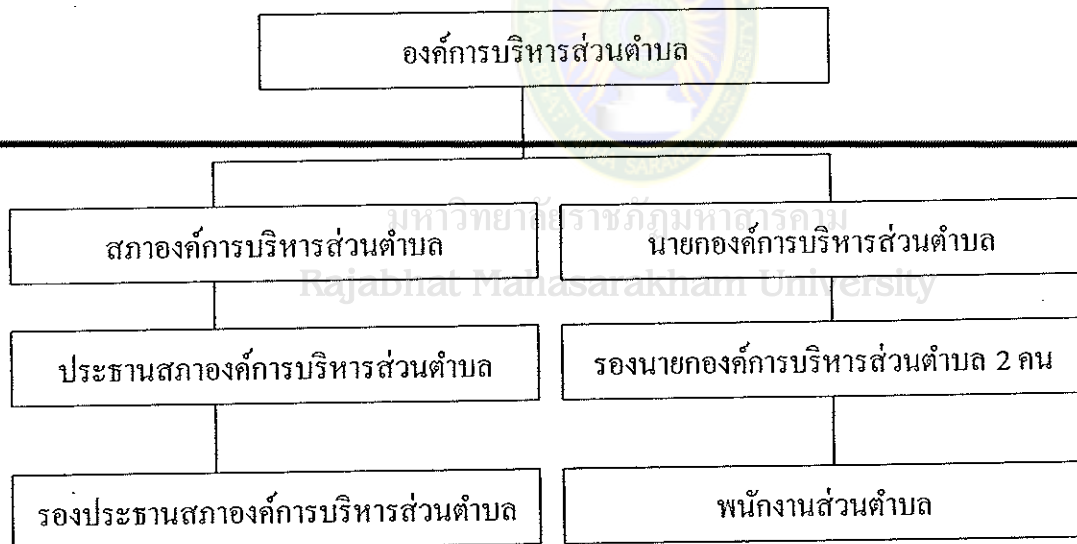 องค์การบริหารส่วนตำบล
มหาวิทยาลัยราชภัฏมหาสารคาม
สภาองค์การบริหารส่วนตำบล
นายกองค์การบริหารส่วนตำบล
Rajabhat Mahasarakham University
ประธานสภาองค์การบริหารส่วนตำบล
รองนายกองค์การบริหารส่วนตำบล 2 คน
รองประธานสภาองค์การบริหารส่วนตำบล
พนักงานส่วนตำบล